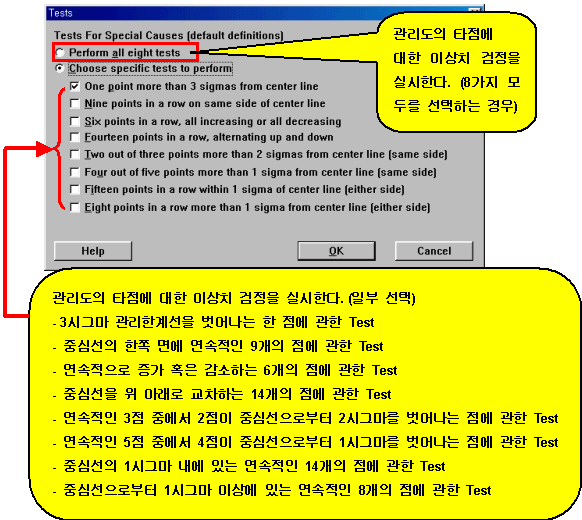 Tests
Tests For Special Causes (default definitions)
Perform all eight tests
Choose specific tests to perform
One point more than 3 sigmas from center line
Nine points in a row on same side of center line
Six points in a row, all increasing or all decreasing
Fourteen points in a row, alternating up and down
Two out of three points more than 2 sigmas from center line (same side)
Four out of five points more than 1 sigma from center line (same side)
Fifteen points in a row within 1 sigma of center line (either side)
Eight points in a row more than 1 sigma from center line (either side)
Help
OK
Cancel
관리도의 타점에
대한 이상치 검정을
실시한다. (8가지 모
두를 선택하는 경우)
관리도의 타점에 대한 이상치 검정을 실시한다. (일부 선택)
- 3시그마 관리한계선을 벗어나는 한 점에 관한 Test
- 중심선의 한쪽 면에 연속적인 9개의 점에 관한 Test
- 연속적으로 증가 혹은 감소하는 6개의 점에 관한 Test
- 중심선을 위 아래로 교차하는 14개의 점에 관한 Test
- 연속적인 3점 중에서 2점이 중심선으로부터 2시그마를 벗어나는 점에 관한 Test
- 연속적인 5점 중에서 4점이 중심선으로부터 1시그마를 벗어나는 점에 관한 Test
- 중심선의 1시그마 내에 있는 연속적인 14개의 점에 관한 Test
- 중심선으로부터 1시그마 이상에 있는 연속적인 8개의 점에 관한 Test